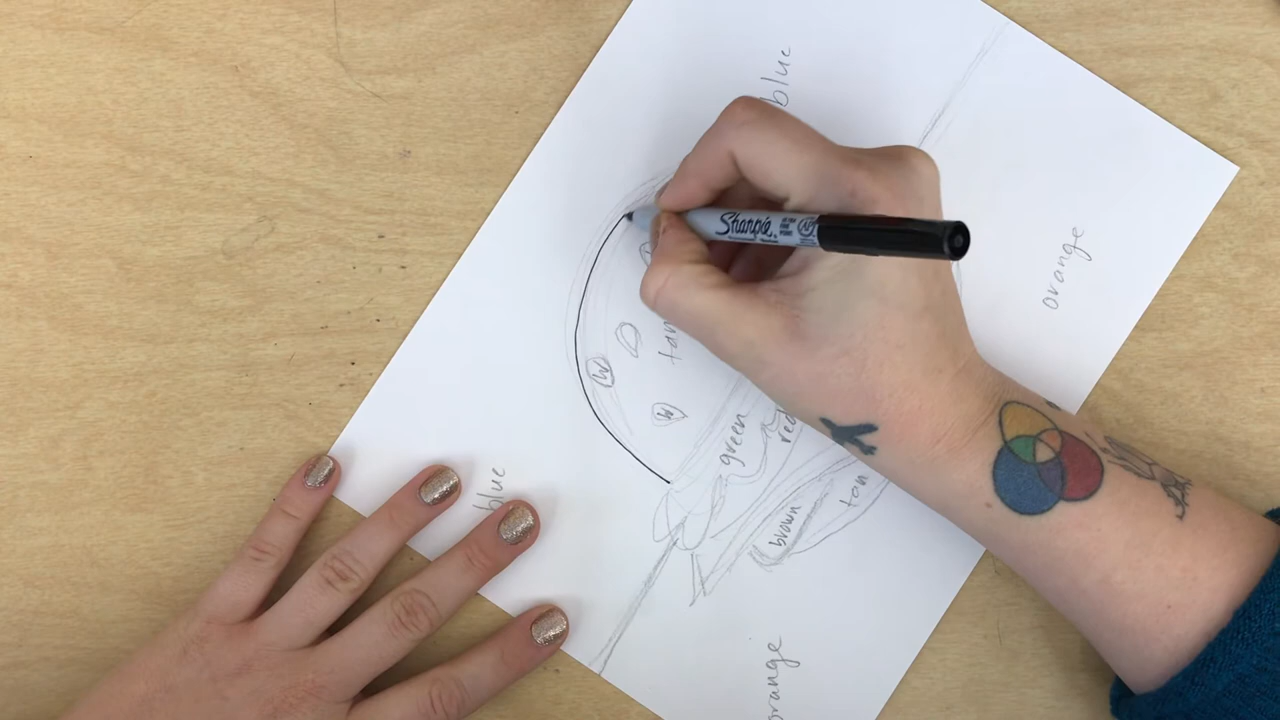 blue
Sharpie
orange
tan
W
W
green
red
blue
tan
brown
orange